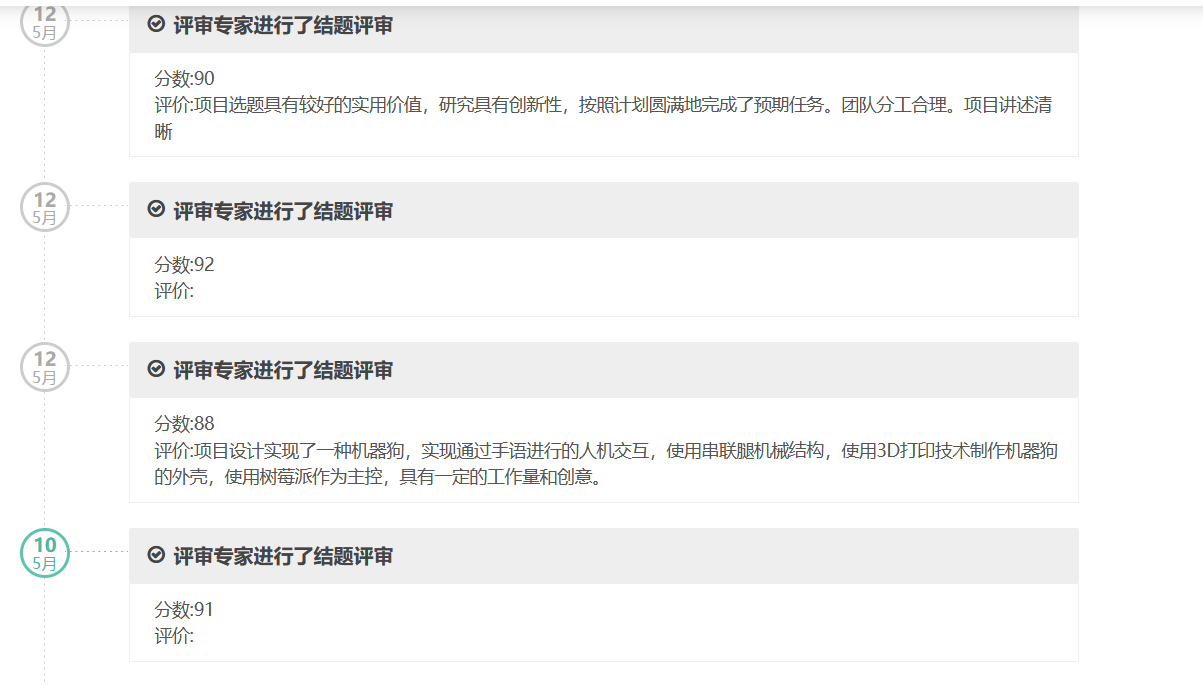 12
5月
评审专家进行了结题评审
分数:90
评价:项目选题具有较好的实用价值，研究具有创新性，按照计划圆满地完成了预期任务。团队分工合理。项目讲述清
晰
12
5月
评审专家进行了结题评审
分数:92
评价:
12
5月
评审专家进行了结题评审
分数:88
评价:项目设计实现了一种机器狗，实现通过手语进行的人机交互，使用串联腿机械结构，使用3D打印技术制作机器狗
的外壳，使用树莓派作为主控，具有一定的工作量和创意。
10
5月
评审专家进行了结题评审
分数:91
评价: